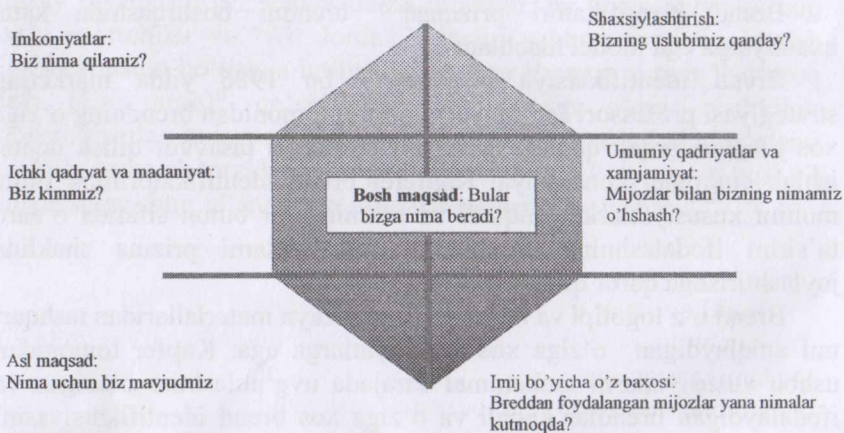 Imkoniyatlar:
Biz nima qilamiz?
Shaxsiylashtirish:
Bizning uslubimiz qanday?
Ichki qadryat va madaniyat:
Biz kimmiz?
Bosh maqsad. Bular
bizga nima beradi?
Umumiy qadriyatlar va
xamjamiyat:
Mijozlar bilan bizning nmamiz
o'hshash?
Asl maqsad:
Nima uchun biz mavjudmiz
Imij bo'yicha o'z baxosi:
Breddan foydalangan mijozlar yana nimalar
kutmoqda?